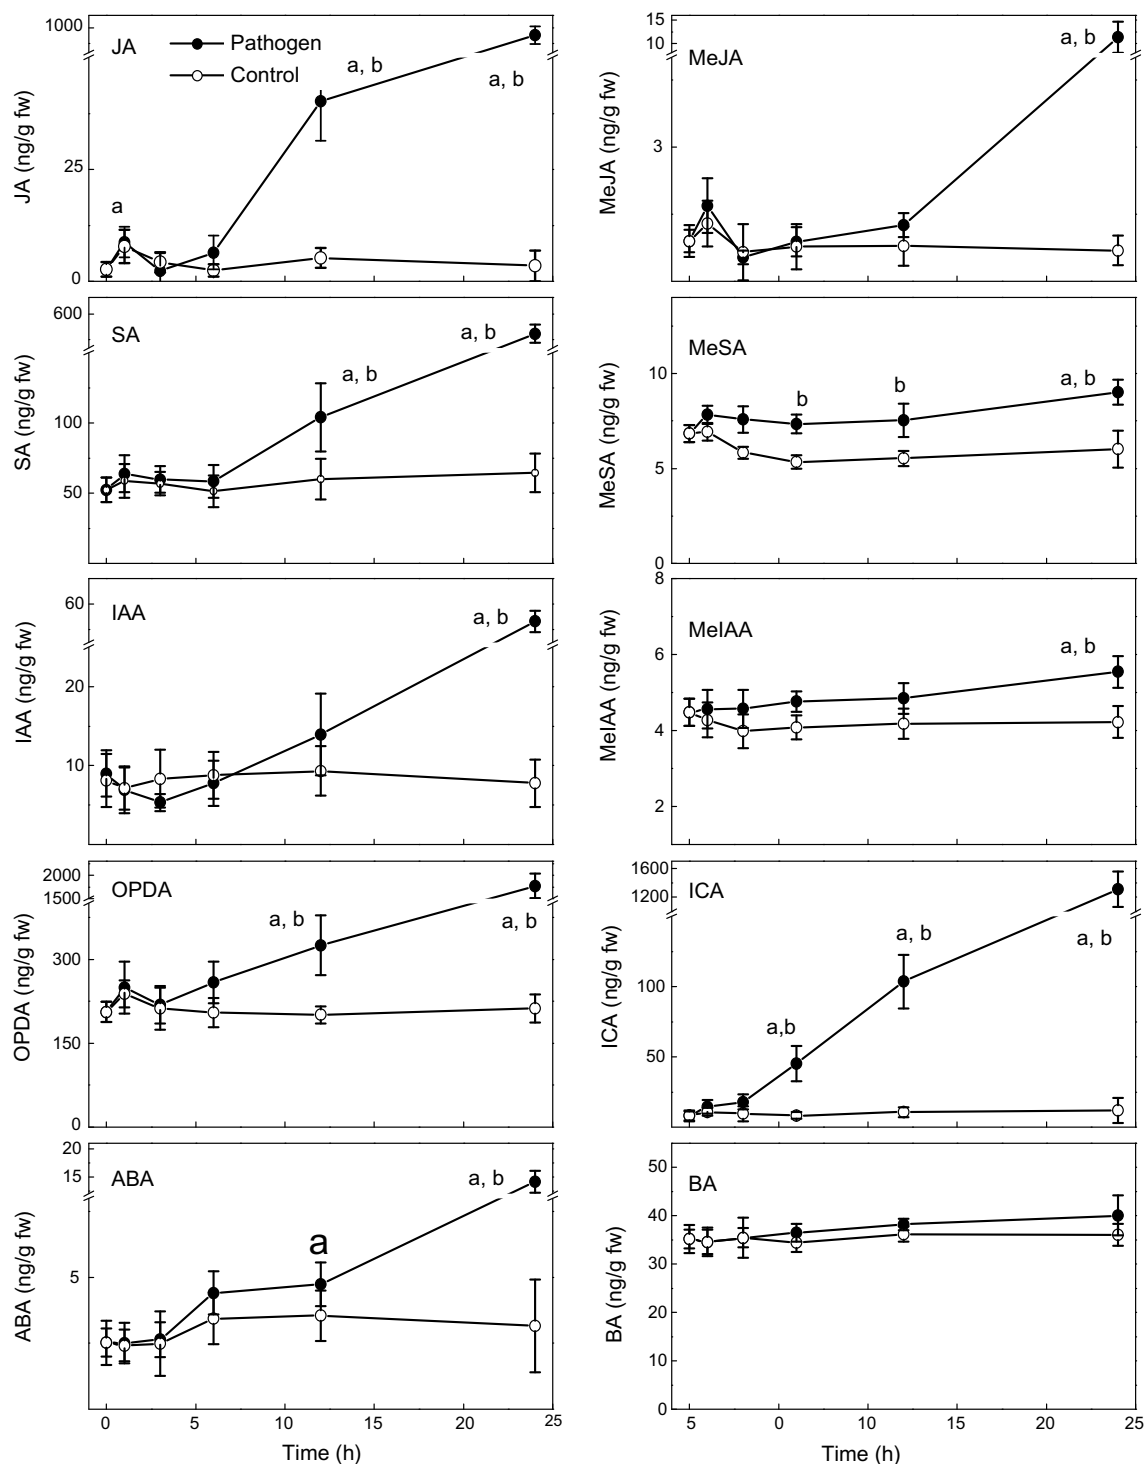 1000
JA
Pathogen
Control
a, b
a, b
25
a
0
JA (ng/g fw)
15
10
MeJA
a, b
3
MeJA (ng/g fw)
600
SA
a, b
a, b
100
50
SA (ng/g fw)
MeSA
10
b
b
a, b
5
0
MeSA (ng/g fw)
60
IAA
a, b
20
10
IAA (ng/g fw)
8
MeIAA
6
a, b
4
2
MeIAA (ng/g fw)
2000
1500
OPDA
a, b
a, b
300
150
0
OPDA (ng/g fw)
1600
1200
ICA
a, b
a, b
100
a,b
50
ICA (ng/g fw)
20
15
ABA
a, b
a
5
ABA (ng/g fw)
0 5 10 15 20 25
Time (h)
50
BA
40
30
20
10
0
BA (ng/g fw)
5 0 10 15 20 25
Time (h)